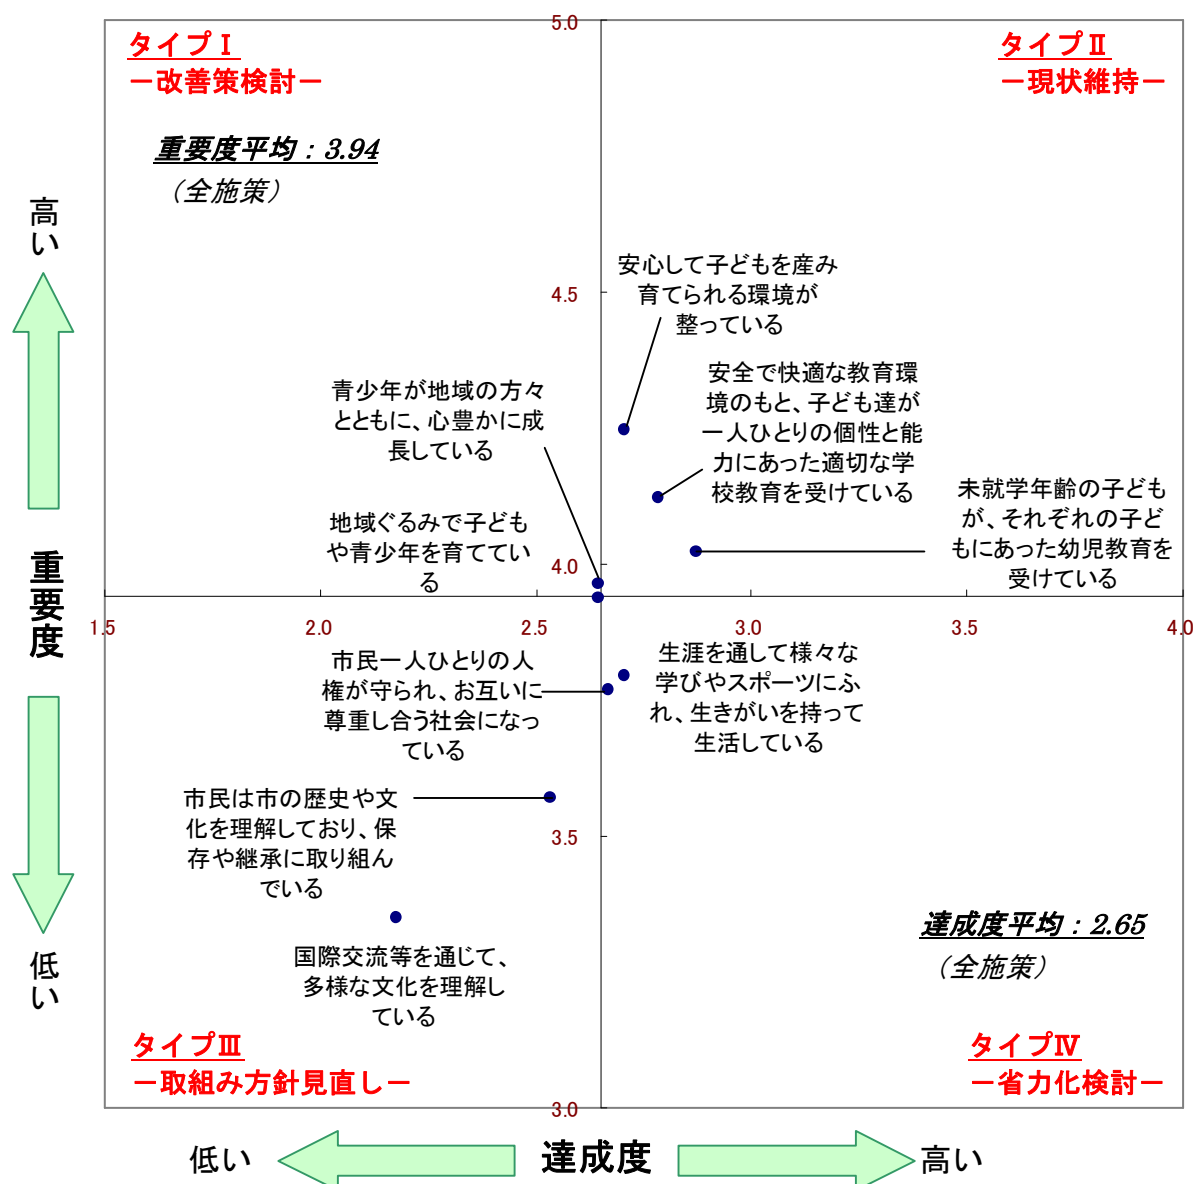 5.0
タイプⅠ
－改善策検討－
タイプⅡ
－現状維持－
重要度平均：3.94
（全施策）
高い
安心して子どもを産み
育てられる環境が
整っている
4.5
安全で快適な教育環
境のもと、子ども達が
一人ひとりの個性と能
力にあった適切な学
校教育を受けている
青少年が地域の方々
とともに、心豊かに成
長している
未就学年齢の子ども
が、それぞれの子ど
もにあった幼児教育を
受けている
地域ぐるみで子ども
や青少年を育ててい
る
4.0
重要度
1.5
2.0
2.5
3.0
3.5
4.0
市民一人ひとりの人
権が守られ、お互いに
尊重し合う社会になっ
ている
生涯を通して様々な
学びやスポーツにふ
れ、生きがいを持って
生活している
市民は市の歴史や文
化を理解しており、保
存や継承に取り組ん
でいる
3.5
達成度平均：2.65
（全施策）
国際交流等を通じて、
多様な文化を理解し
ている
低い
タイプⅢ
－取組み方針見直し－
タイプⅣ
－省力化検討－
3.0
低い
達成度
高い